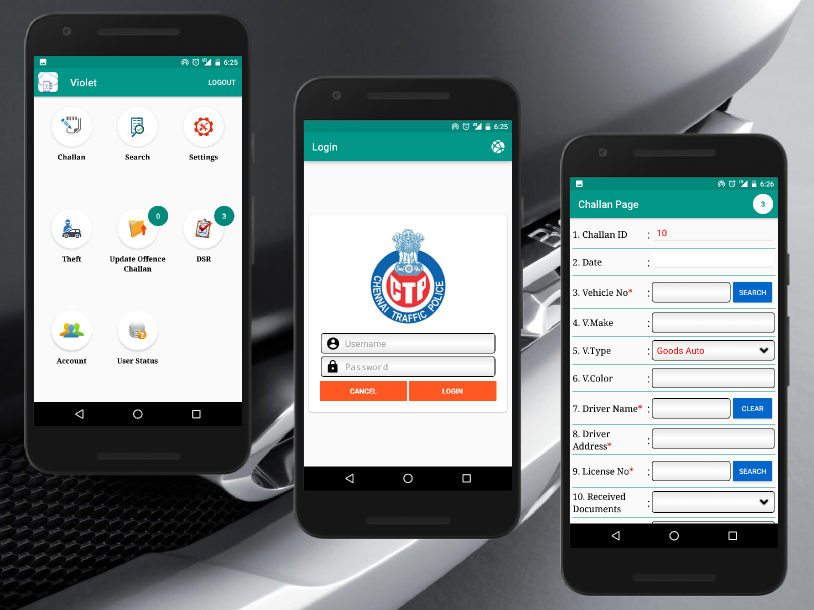 6:25
Violet
LOGOUT
Challan
Search
Settings
0
3
Theft
Update Offence
Challan
DSR
Account
User Status
6:25
Login
CTP
CHENNAI TRAFFIC POLICE
Username
Password
CANCEL
LOGIN
6:26
Challan Page
3
1. Challan ID : 10
2. Date :
3. Vehicle No* : SEARCH
4. V.Make :
5. V.Type : Goods Auto
6. V.Color :
7. Driver Name* : CLEAR
8. Driver
Address* :
9. License No* : SEARCH
10. Received
Documents :